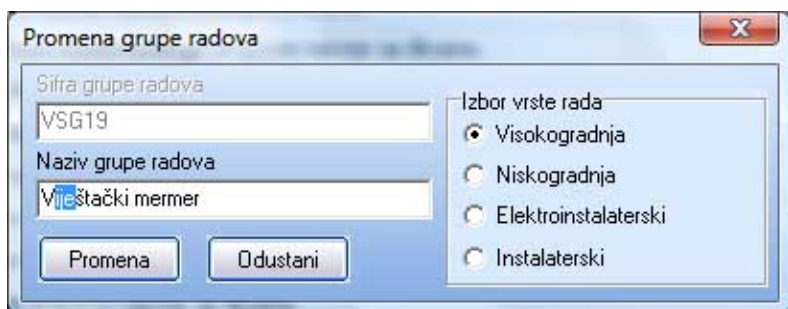 Promena grupe radova
Sifra grupe radova
VSG19
Naziv grupe radova
Viještački mermer
Promena
Odustani
Izbor vrste rada
Visokogradnja
Niskogradnja
Elektroinstalaterski
Instalaterski